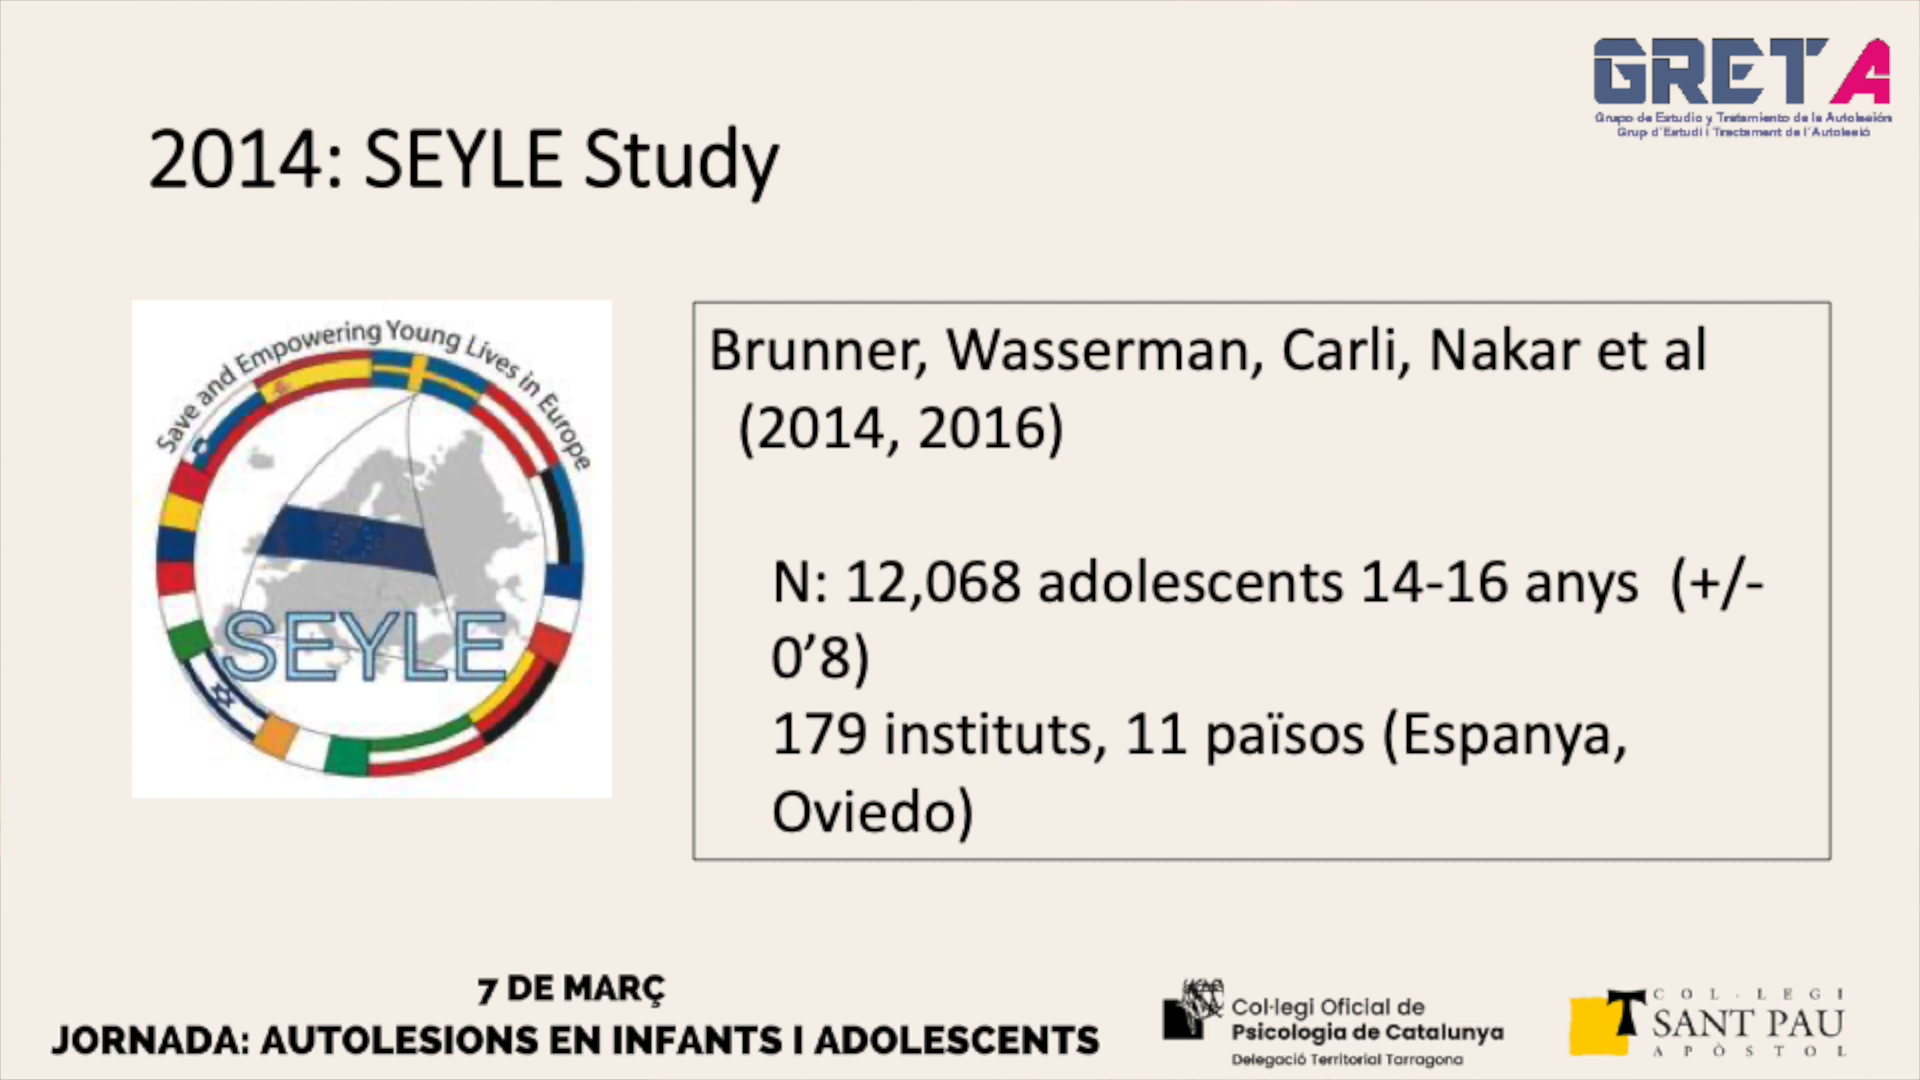 GRETA
Grupo de Estudio y Tratamiento de la Autolesión
Grup d'Estudi i Tractament de l'Autolesió
2014: SEYLE Study
Save and Empowering Young Lives in Europe
SEYLE
Brunner, Wasserman, Carli, Nakar et al
(2014, 2016)
N: 12,068 adolescents 14-16 anys (+/-
0’8)
179 instituts, 11 països (Espanya,
Oviedo)
7 DE MARÇ
JORNADA: AUTOLESIONS EN INFANTS I ADOLESCENTS
Col·legi Oficial de
Psicologia de Catalunya
Delegació Territorial Tarragona
COL·LEGI
SANT PAU
APÒSTOL